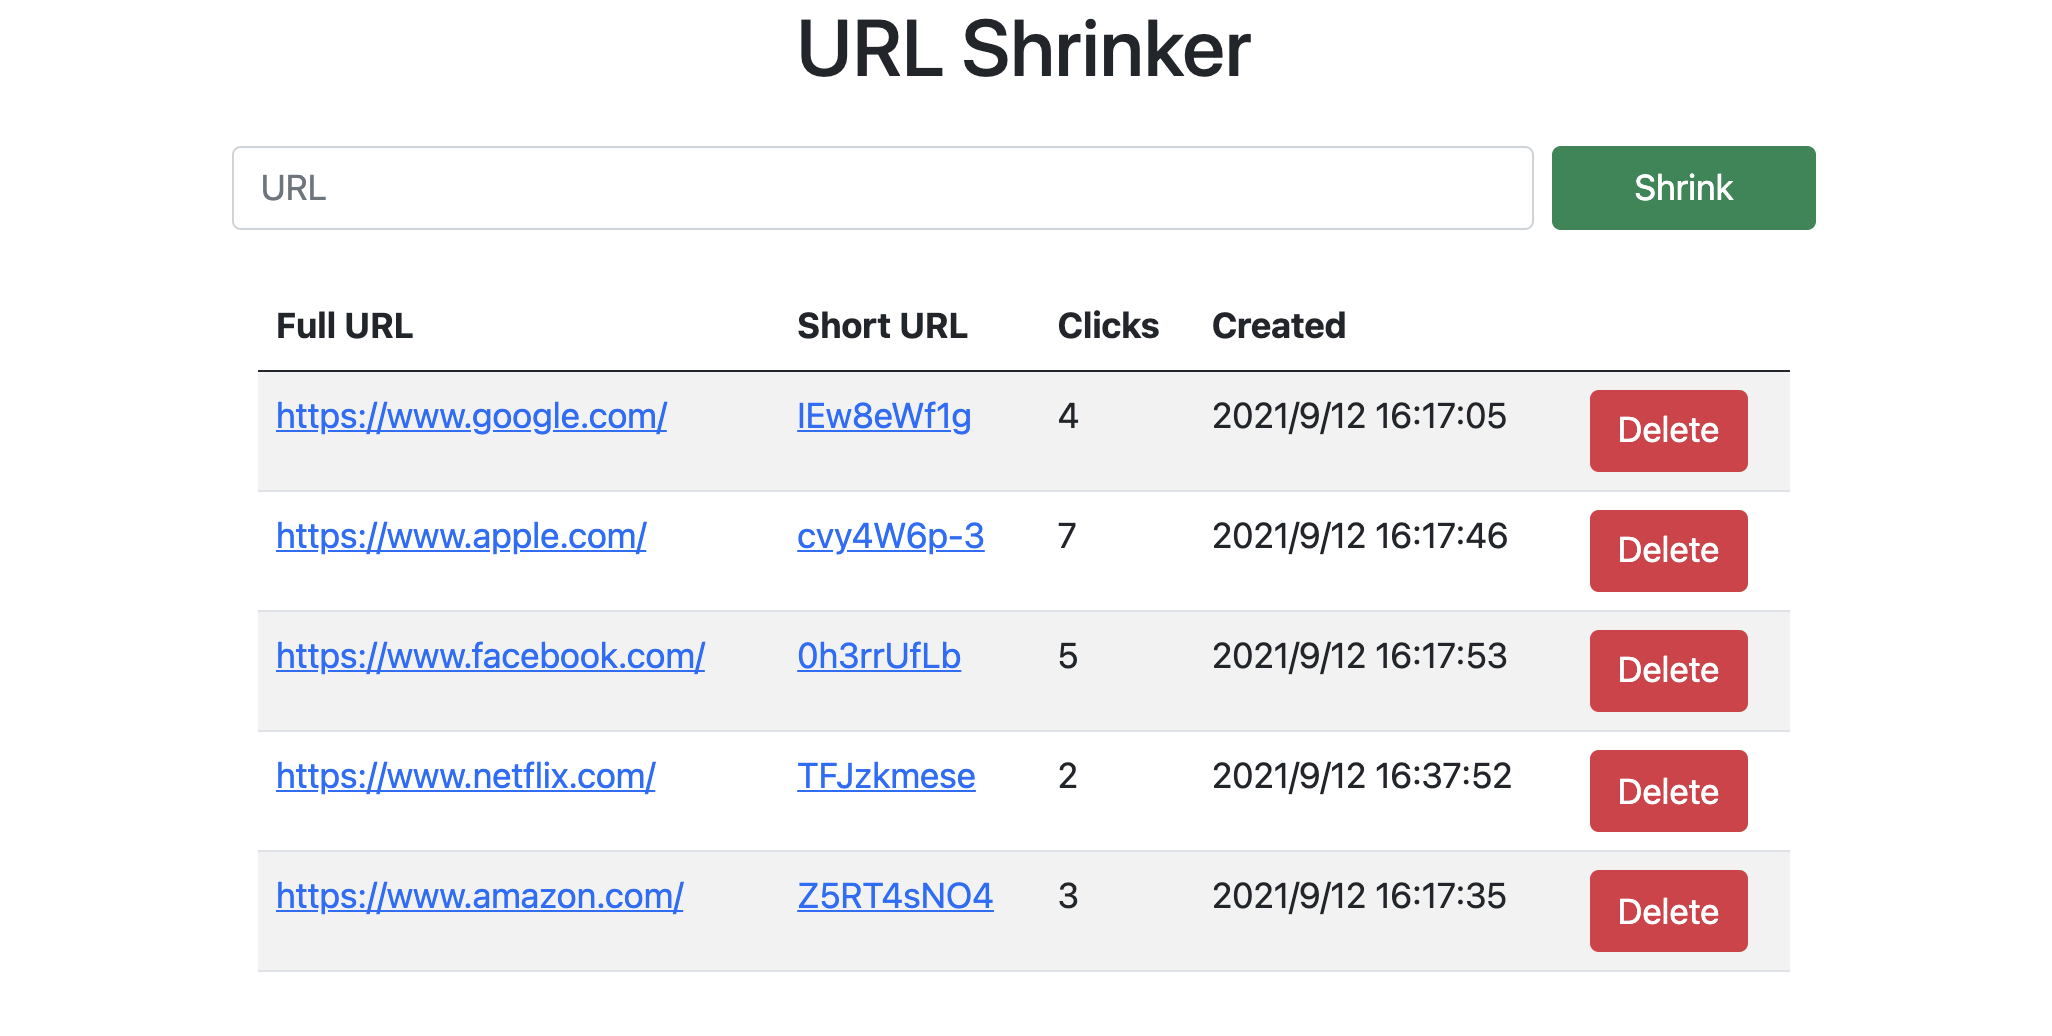 URL Shrinker
URL Shrink
Full URL Short URL Clicks Created
https://www.google.com/ IEw8eWf1g 4 2021/9/12 16:17:05 Delete
https://www.apple.com/ cvy4W6p-3 7 2021/9/12 16:17:46 Delete
https://www.facebook.com/ 0h3rrUfLb 5 2021/9/12 16:17:53 Delete
https://www.netflix.com/ TFJzkmese 2 2021/9/12 16:37:52 Delete
https://www.amazon.com/ Z5RT4sNO4 3 2021/9/12 16:17:35 Delete